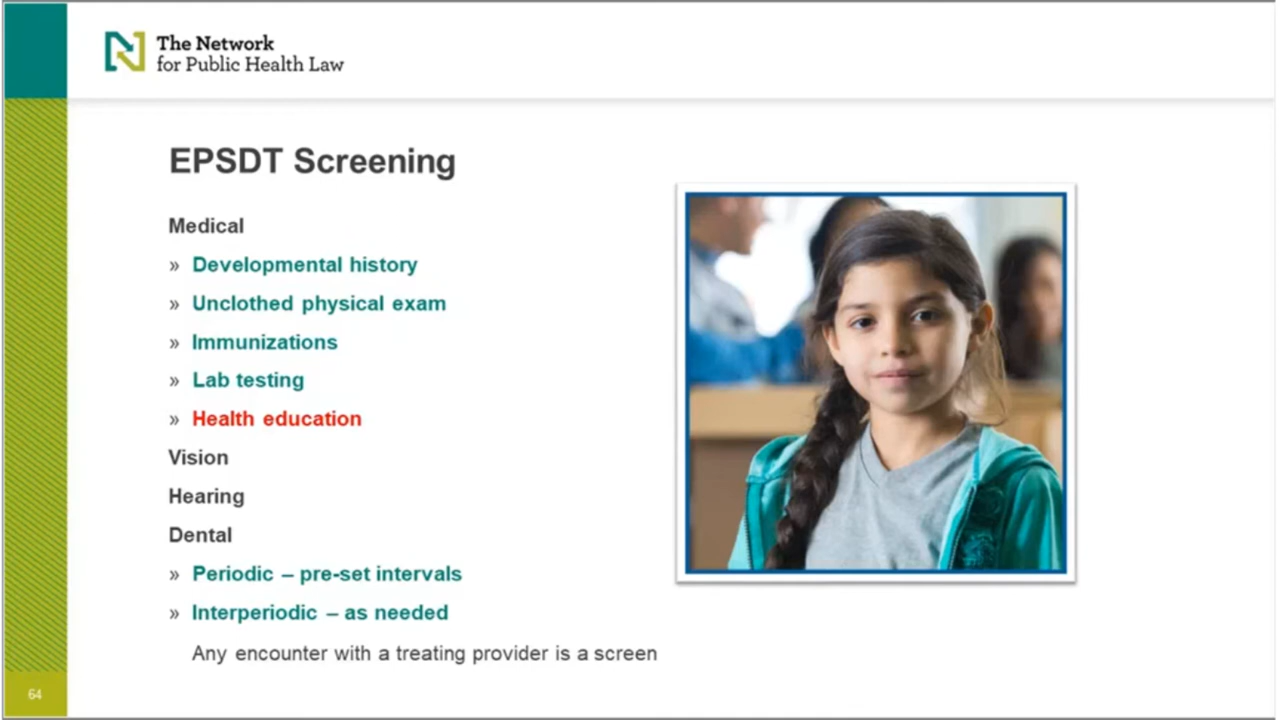 The Network
for Public Health Law
EPSDT Screening
Medical
» Developmental history
» Unclothed physical exam
» Immunizations
» Lab testing
» Health education
Vision
Hearing
Dental
» Periodic – pre-set intervals
» Interperiodic – as needed
Any encounter with a treating provider is a screen
64